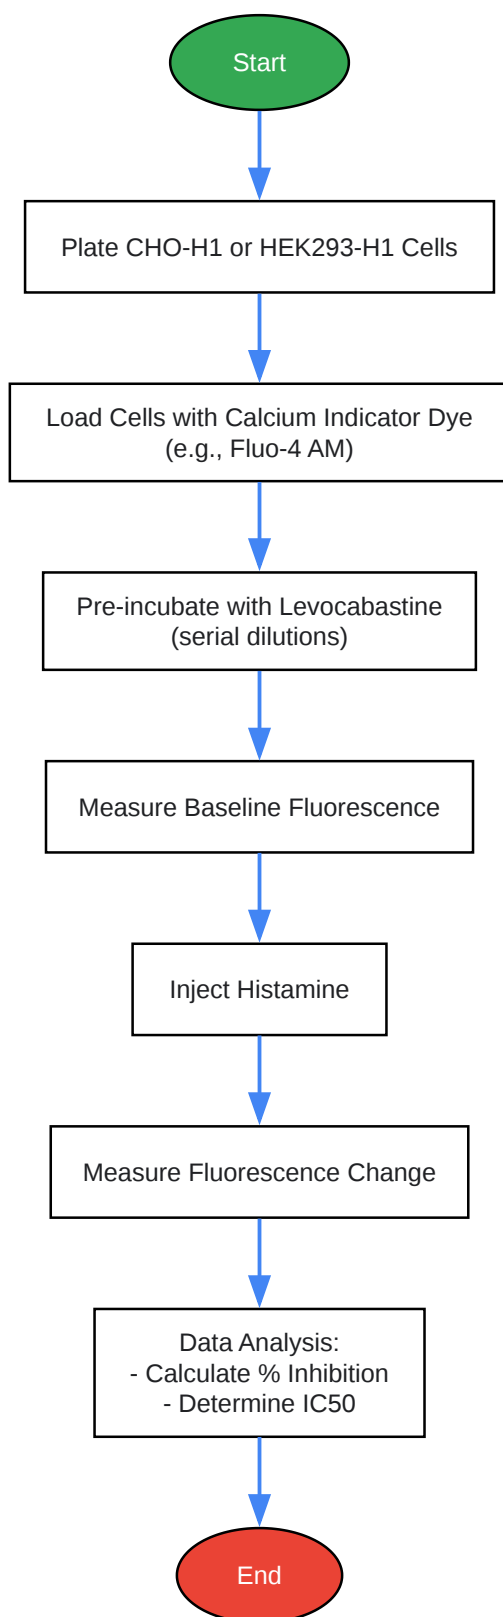 Start
Plate CHO-H1 or HEK293-H1 Cells
Load Cells with Calcium Indicator Dye
(e.g., Fluo-4 AM)
Pre-incubate with Levocabastine
(serial dilutions)
Measure Baseline Fluorescence
Inject Histamine
Measure Fluorescence Change
Data Analysis:
- Calculate % Inhibition
- Determine IC50
End